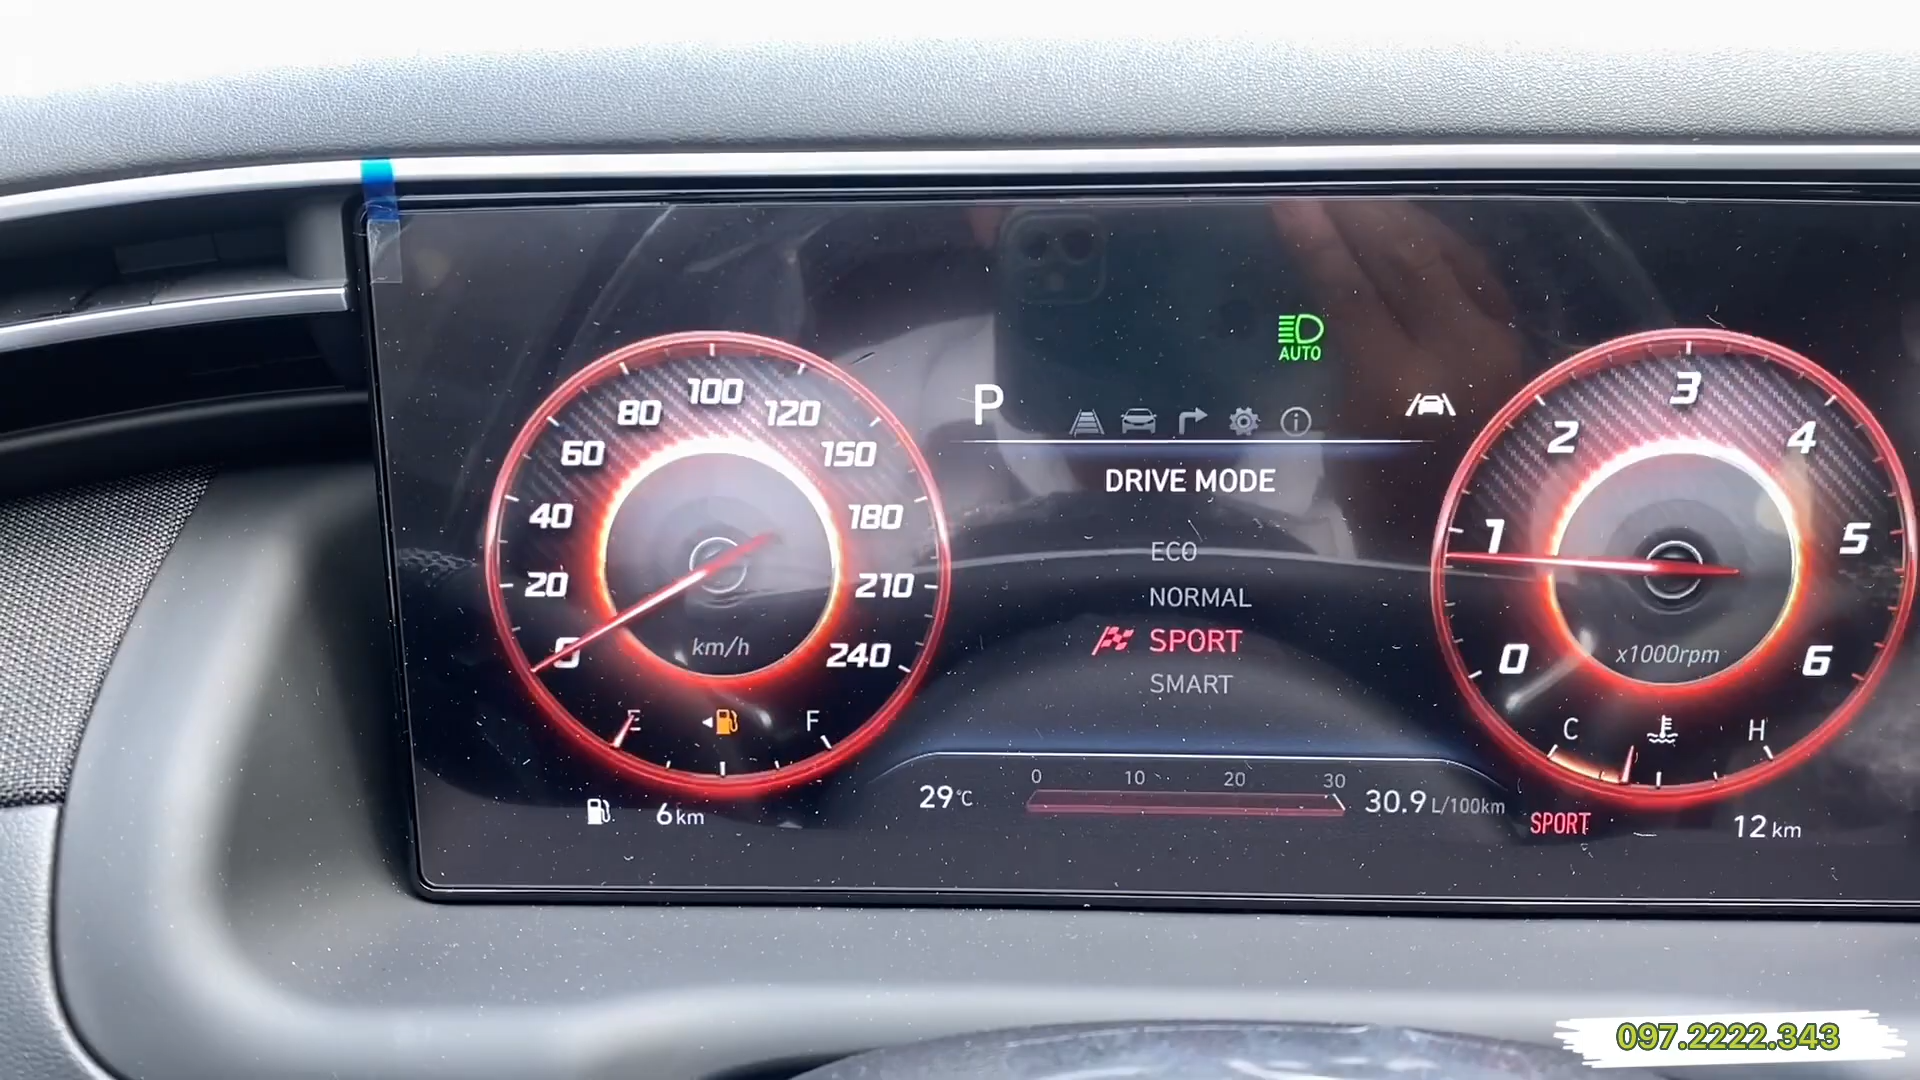 AUTO
P
DRIVE MODE
ECO
NORMAL
SPORT
SMART
0
20
40
60
80
100
120
150
180
210
240
km/h
E
F
6 km
29°C
0 10 20 30
30.9 L/100km
0
1
2
3
4
5
6
x1000rpm
C
H
SPORT
12 km
097.2222.343